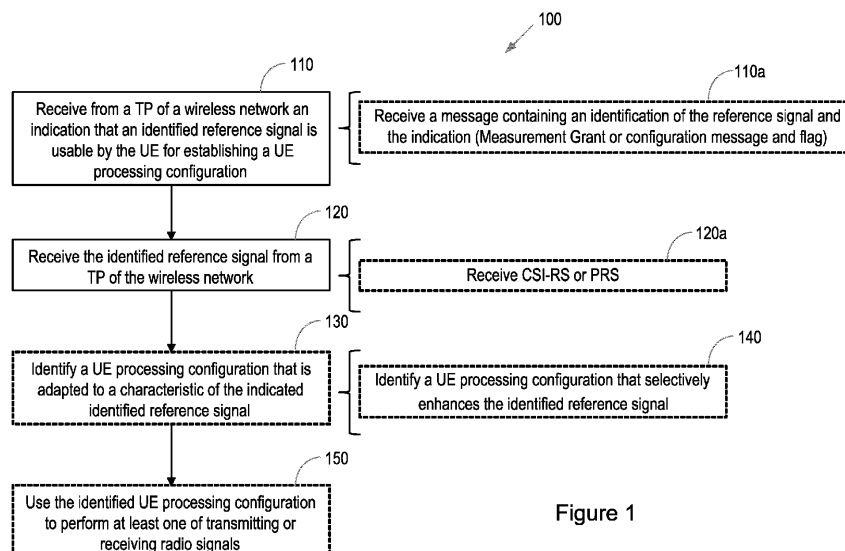 100
110
Receive from a TP of a wireless network an
indication that an identified reference signal is
usable by the UE for establishing a UE
processing configuration
110a
Receive a message containing an identification of the reference signal and
the indication (Measurement Grant or configuration message and flag)
120
Receive the identified reference signal from a
TP of the wireless network
120a
Receive CSI-RS or PRS
130
Identify a UE processing configuration that is
adapted to a characteristic of the indicated
identified reference signal
140
Identify a UE processing configuration that selectively
enhances the identified reference signal
150
Use the identified UE processing configuration
to perform at least one of transmitting or
receiving radio signals
Figure 1